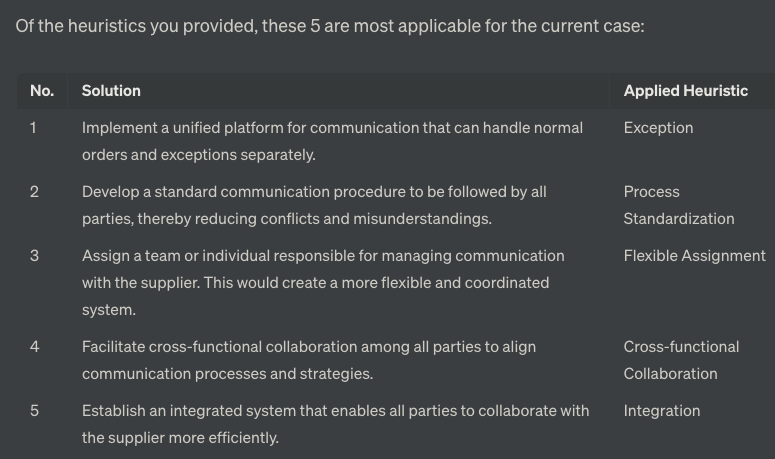 Of the heuristics you provided, these 5 are most applicable for the current case:
No. Solution Applied Heuristic
1 Implement a unified platform for communication that can handle normal Exception
orders and exceptions separately.
2 Develop a standard communication procedure to be followed by all Process
parties, thereby reducing conflicts and misunderstandings. Standardization
3 Assign a team or individual responsible for managing communication Flexible Assignment
with the supplier. This would create a more flexible and coordinated
system.
4 Facilitate cross-functional collaboration among all parties to align Cross-functional
communication processes and strategies. Collaboration
5 Establish an integrated system that enables all parties to collaborate with Integration
the supplier more efficiently.